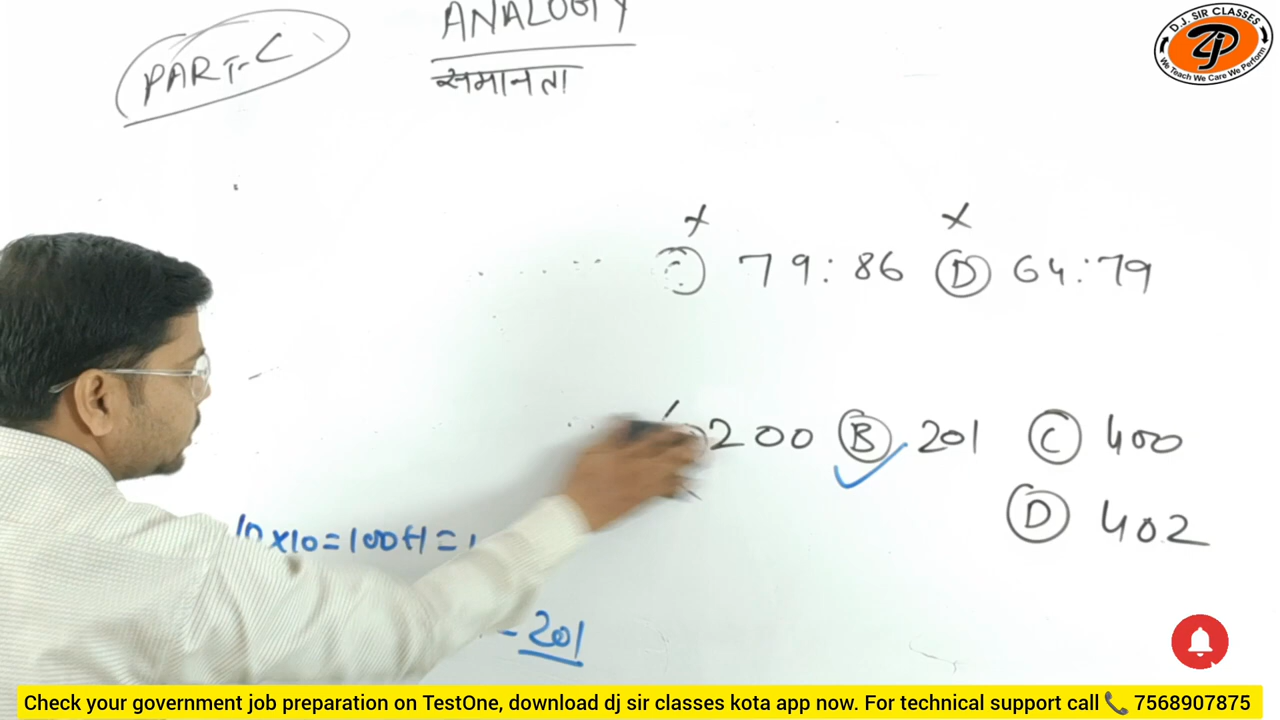 ANALOGY
PART-C
समानता
D.J. SIR CLASSES
We Teach We Care We Perform
x x
79:86 D 64:79
200 B 201 C 400
D 402
10x10=100+1=
= 201
Check your government job preparation on TestOne, download dj sir classes kota app now. For technical support call 📞 7568907875